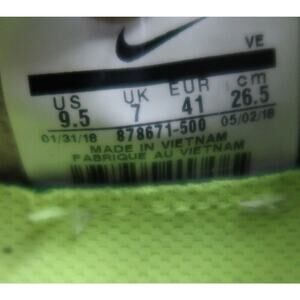 VE
US UK EUR cm
9.5 7 41 26.5
01/31/18 878671-500 05/02/18
MADE IN VIETNAM
FABRIQUE AU VIETNAM